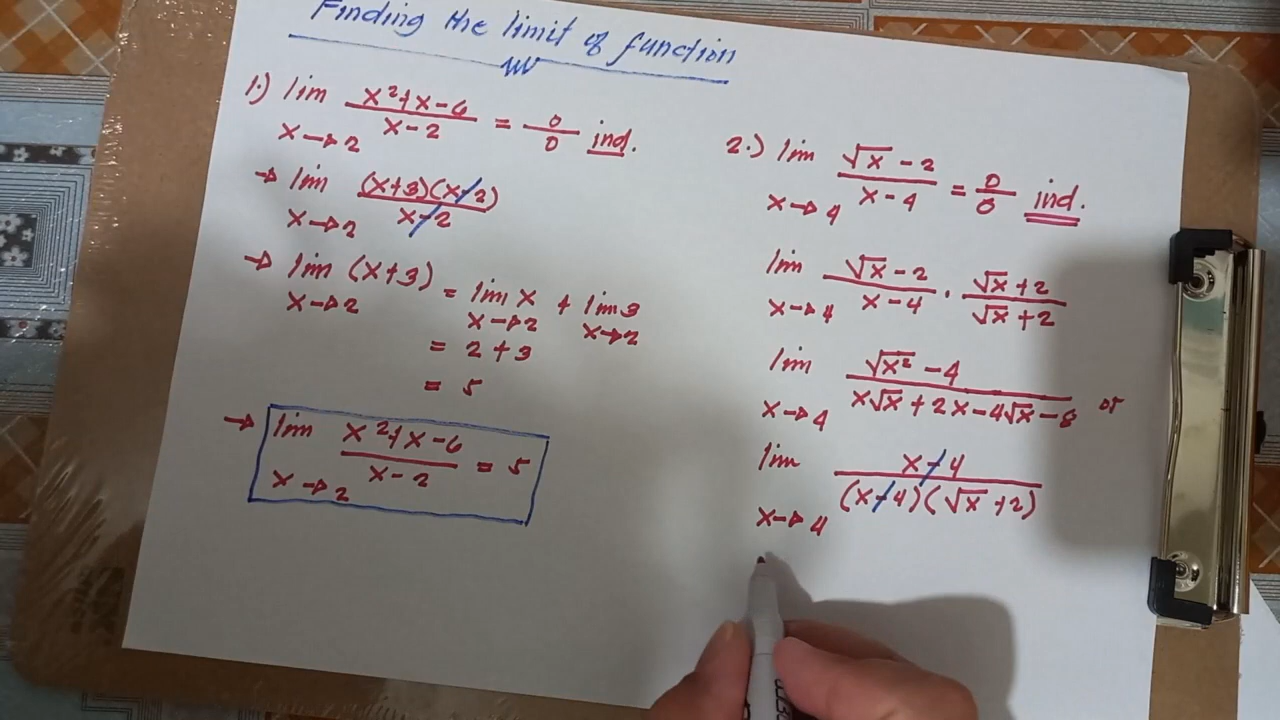 Finding the limit of function
1.) lim x²+x-6 / x-2 = 0/0 ind.
x→2
→ lim (x+3)(x-2) / x-2
x→2
→ lim (x+3) = lim x + lim 3
x→2 x→2 x→2
= 2 + 3
= 5
→ lim x²+x-6 / x-2 = 5
x→2
2.) lim √x - 2 / x-4 = 0/0 ind.
x→4
lim √x - 2 / x-4 · √x+2 / √x+2
x→4
lim √x² - 4 / x√x + 2x - 4√x - 8 or
x→4
lim x-4 / (x-4)(√x+2)
x→4